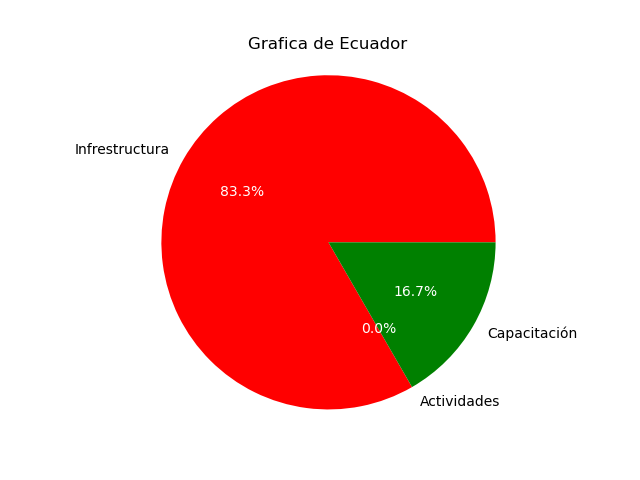 Grafica de Ecuador
Infrestructura
83.3%
16.7%
0.0%
Capacitación
Actividades